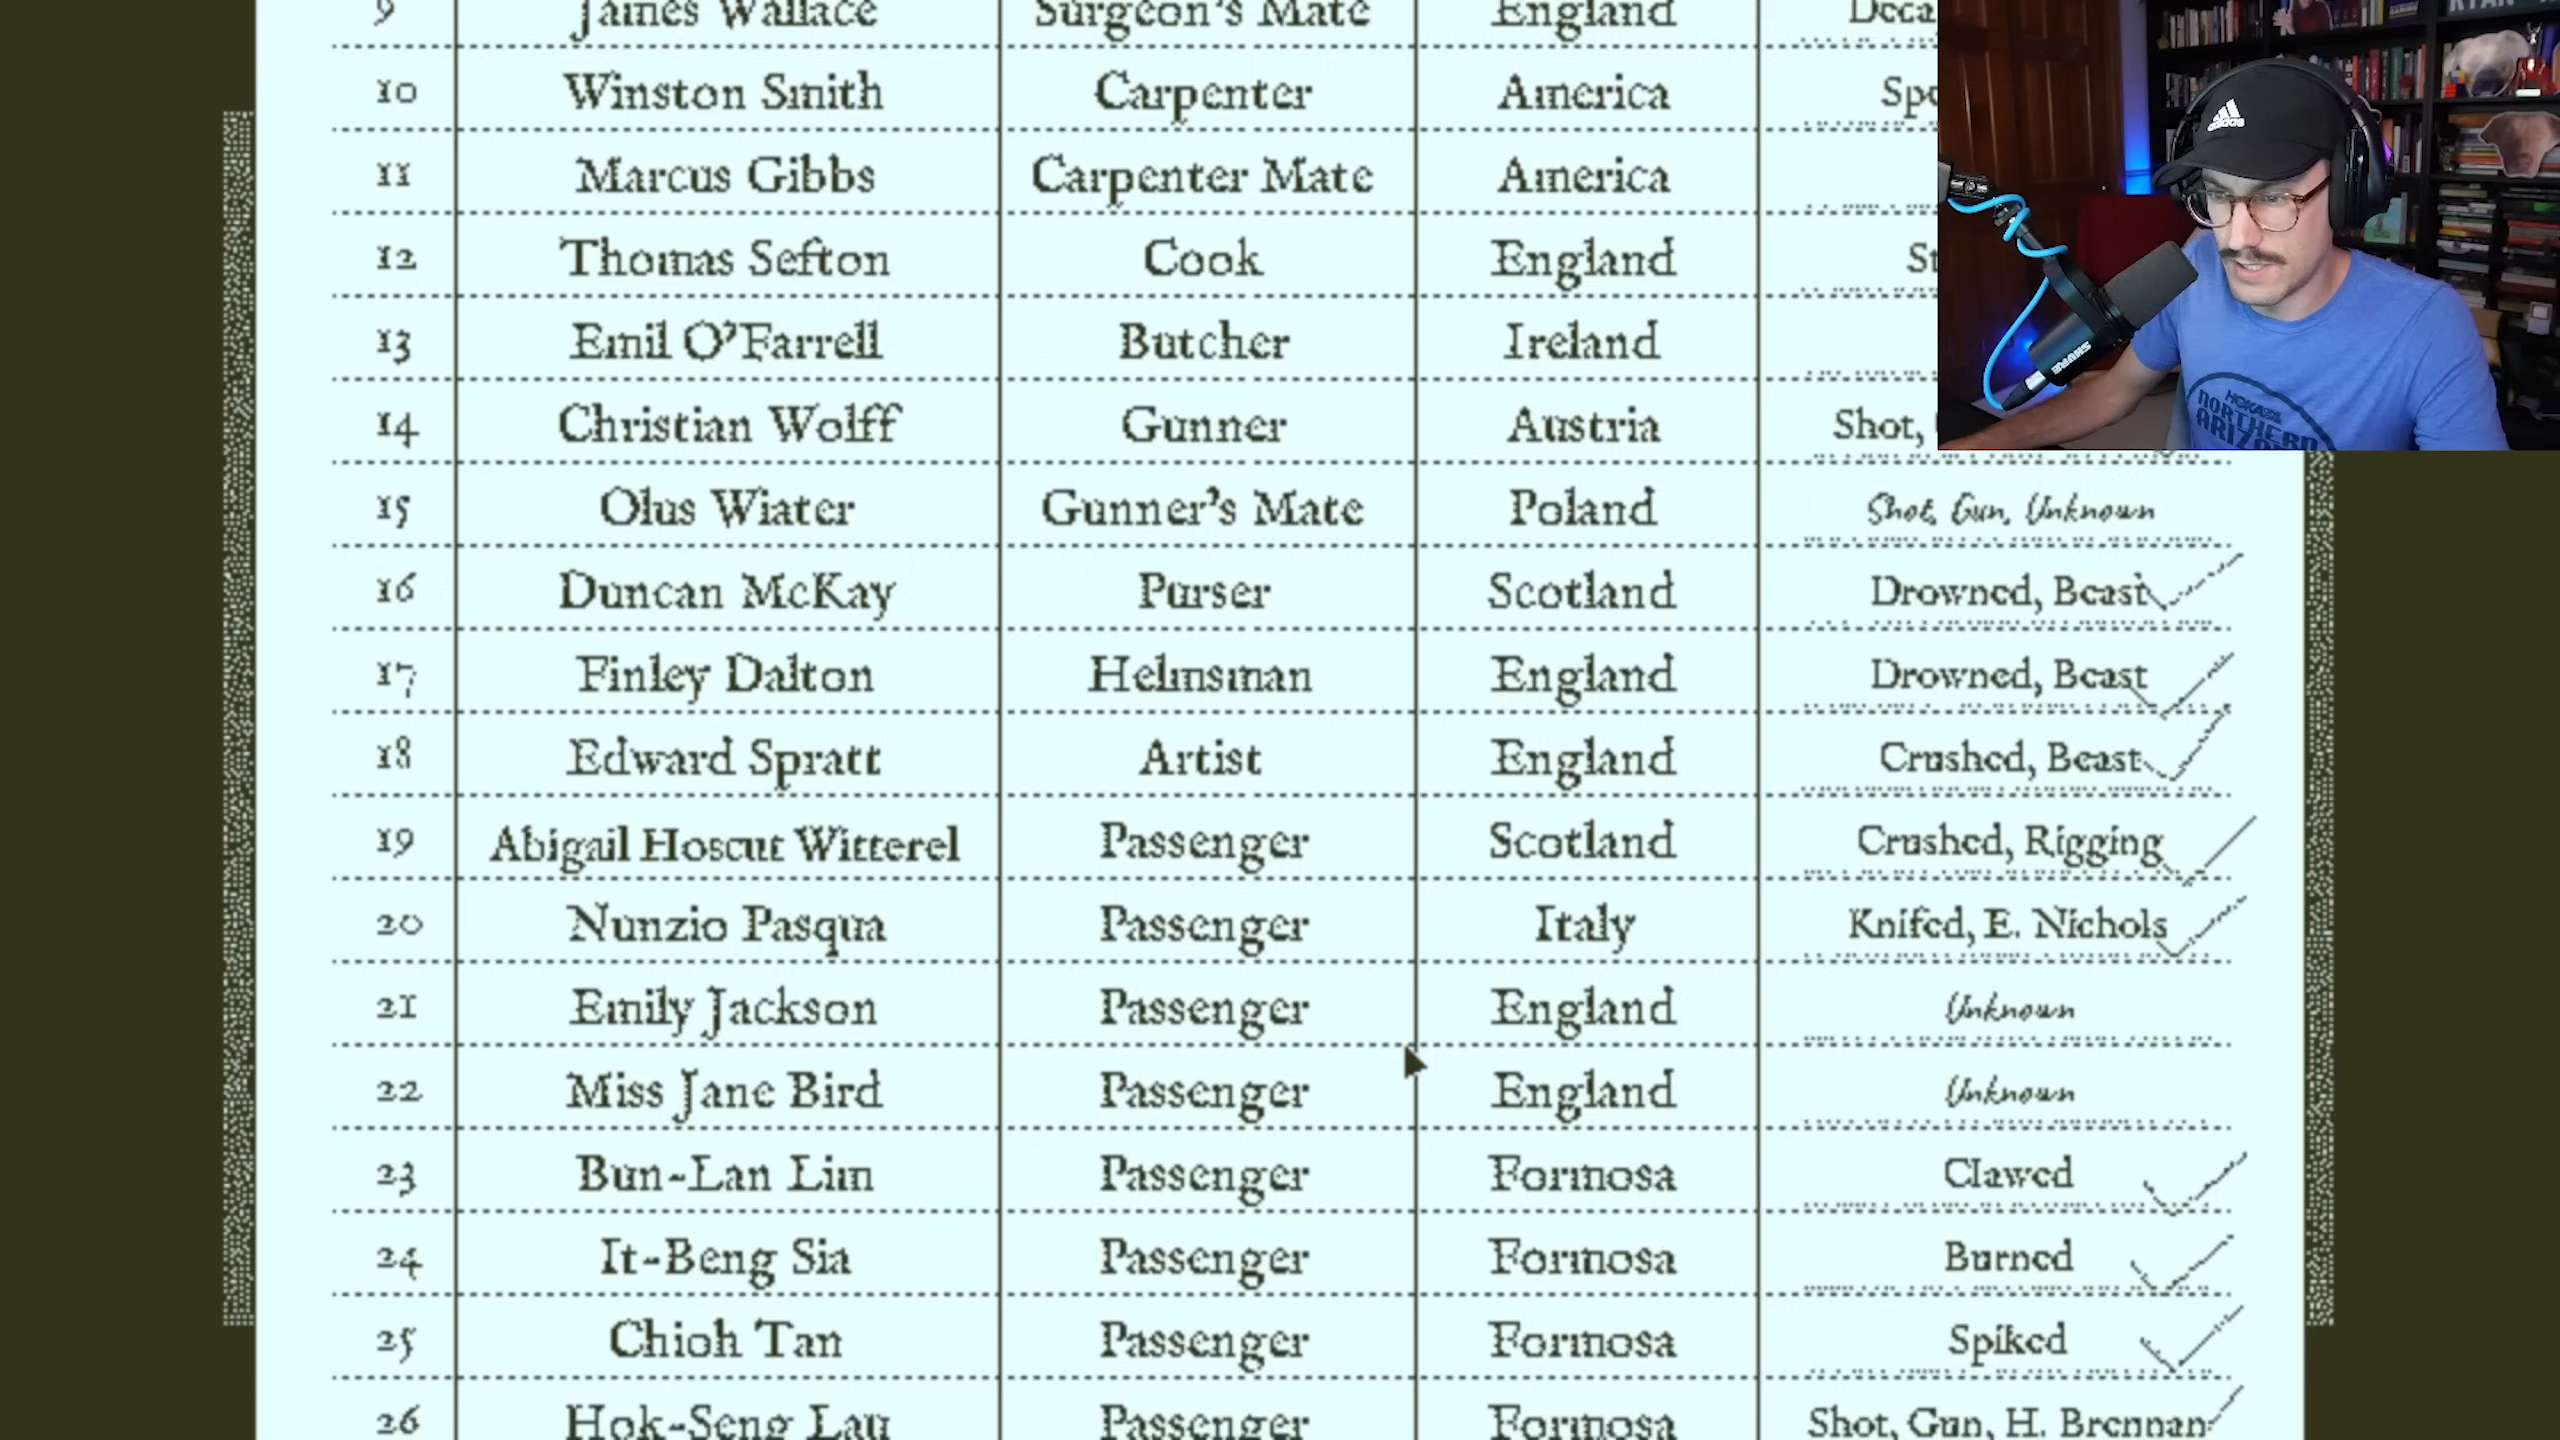 9 James Wallace Surgeon's Mate England
10 Winston Smith Carpenter America
11 Marcus Gibbs Carpenter Mate America
12 Thomas Sefton Cook England
13 Emil O'Farrell Butcher Ireland
14 Christian Wolff Gunner Austria Shot,
15 Olus Wiater Gunner's Mate Poland Shot, Gun, Unknown
16 Duncan McKay Purser Scotland Drowned, Beast
17 Finley Dalton Helmsman England Drowned, Beast
18 Edward Spratt Artist England Crushed, Beast
19 Abigail Hoscut Witterel Passenger Scotland Crushed, Rigging
20 Nunzio Pasqua Passenger Italy Knifed, E. Nichols
21 Emily Jackson Passenger England Unknown
22 Miss Jane Bird Passenger England Unknown
23 Bun-Lan Lim Passenger Formosa Clawed
24 It-Beng Sia Passenger Formosa Burned
25 Chioh Tan Passenger Formosa Spiked
26 Hok-Seng Lau Passenger Formosa Shot, Gun, H. Brennan
adidas
SHURE
HOKA
NORTHERN